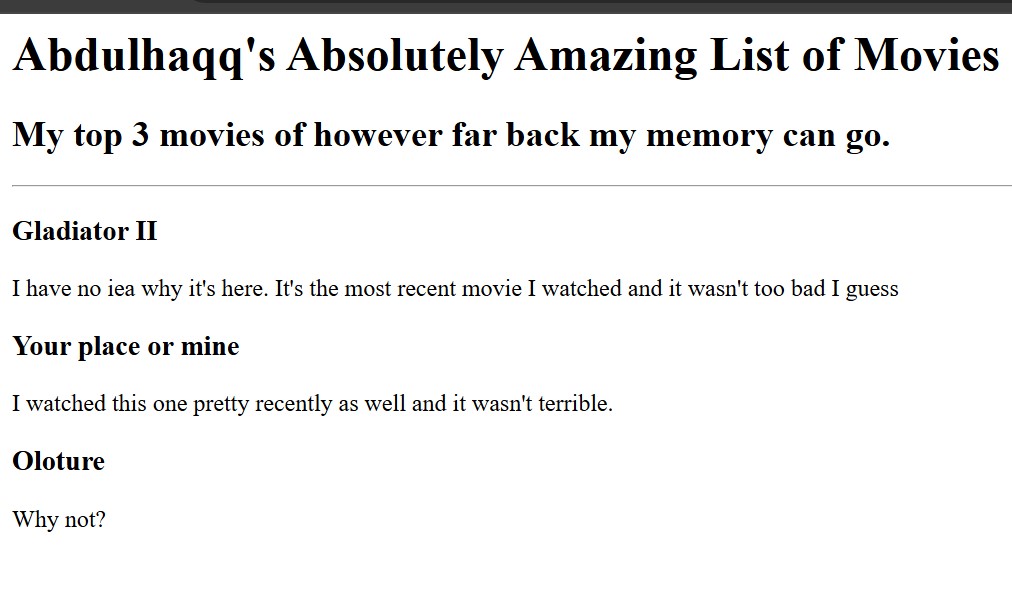 Abdulhaqq's Absolutely Amazing List of Movies
My top 3 movies of however far back my memory can go.
Gladiator II
I have no iea why it's here. It's the most recent movie I watched and it wasn't too bad I guess
Your place or mine
I watched this one pretty recently as well and it wasn't terrible.
Oloture
Why not?